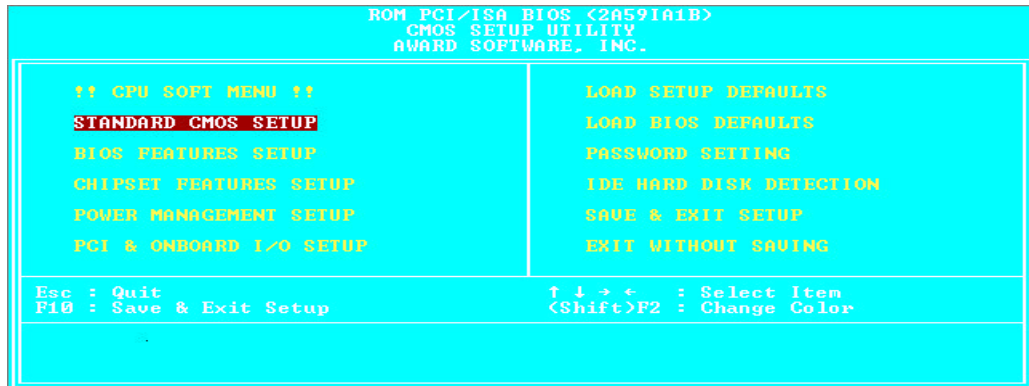 ROM PCI/ISA BIOS <2A59IA1B>
CMOS SETUP UTILITY
AWARD SOFTWARE, INC.
!! CPU SOFT MENU !!
STANDARD CMOS SETUP
BIOS FEATURES SETUP
CHIPSET FEATURES SETUP
POWER MANAGEMENT SETUP
PCI & ONBOARD I/O SETUP
LOAD SETUP DEFAULTS
LOAD BIOS DEFAULTS
PASSWORD SETTING
IDE HARD DISK DETECTION
SAVE & EXIT SETUP
EXIT WITHOUT SAVING
Esc : Quit
F10 : Save & Exit Setup
↑ ↓ → ← : Select Item
<Shift>F2 : Change Color